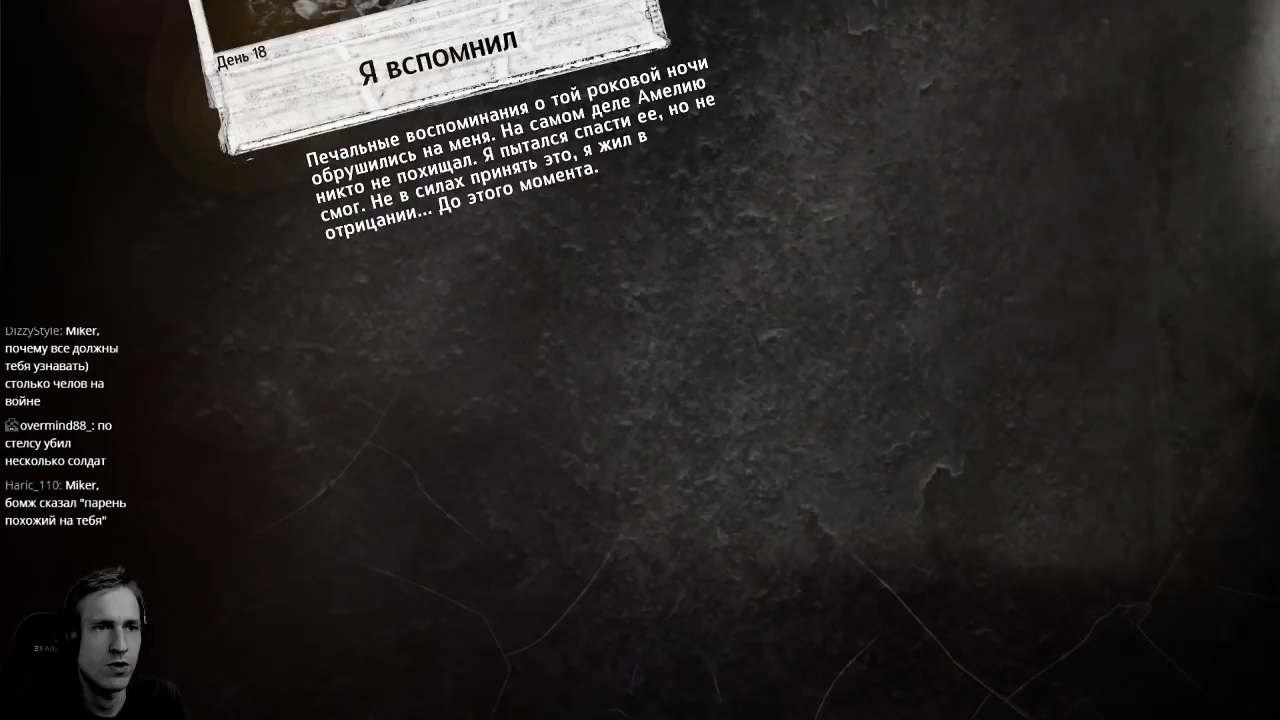 День 18
Я вспомнил
Печальные воспоминания о той роковой ночи
обрушились на меня. На самом деле Амелию
никто не похищал. Я пытался спасти ее, но не
смог. Не в силах принять это, я жил в
отрицании... До этого момента.
DizzyStyle: Miker,
почему все должны
тебя узнавать)
столько челов на
войне
overmind88_: по
стелсу убил
несколько солдат
Haric_110: Miker,
бомж сказал "парень
похожий на тебя"